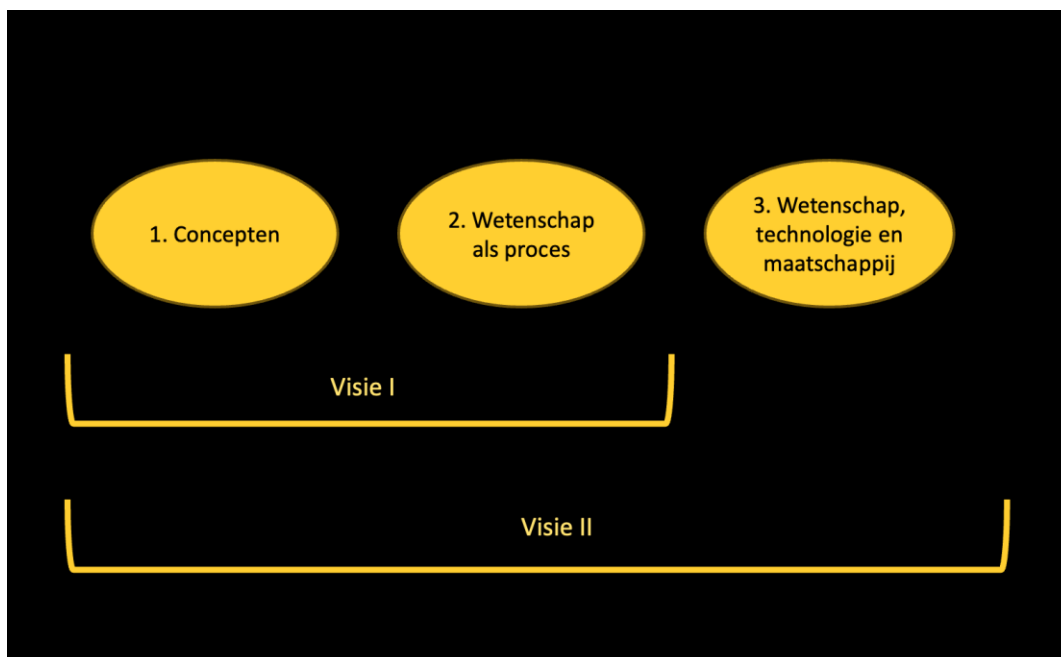 1. Concepten
2. Wetenschap
als proces
3. Wetenschap,
technologie en
maatschappij
Visie I
Visie II